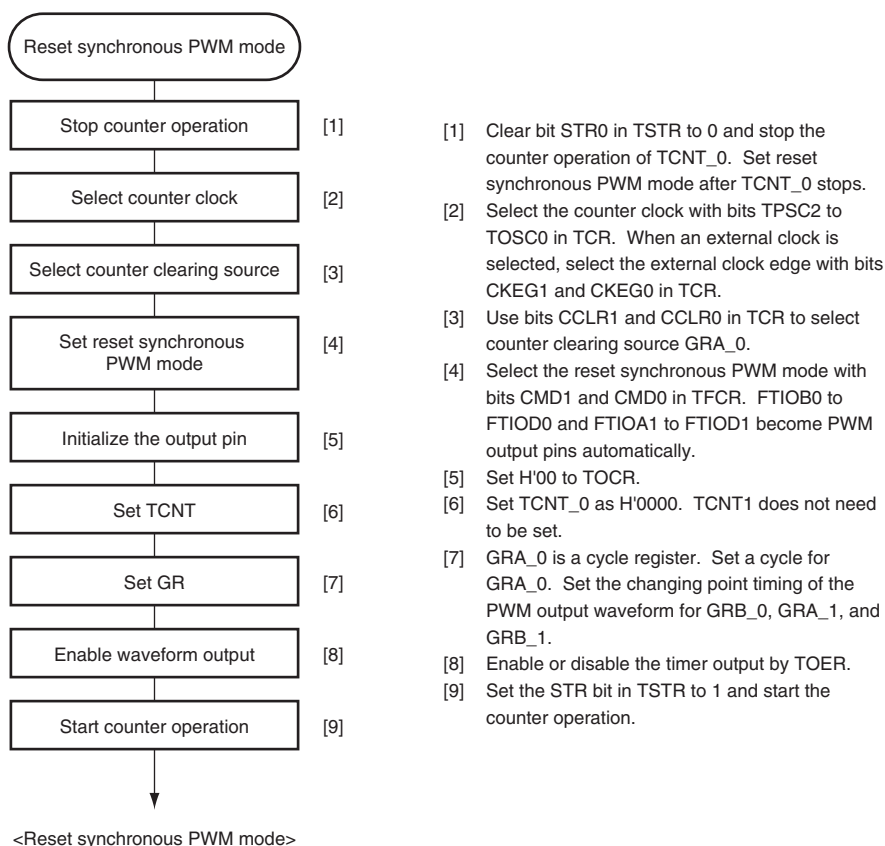 Reset synchronous PWM mode
Stop counter operation [1]
Select counter clock [2]
Select counter clearing source [3]
Set reset synchronous
PWM mode [4]
Initialize the output pin [5]
Set TCNT [6]
Set GR [7]
Enable waveform output [8]
Start counter operation [9]
<Reset synchronous PWM mode>
[1] Clear bit STR0 in TSTR to 0 and stop the
counter operation of TCNT_0. Set reset
synchronous PWM mode after TCNT_0 stops.
[2] Select the counter clock with bits TPSC2 to
TOSC0 in TCR. When an external clock is
selected, select the external clock edge with bits
CKEG1 and CKEG0 in TCR.
[3] Use bits CCLR1 and CCLR0 in TCR to select
counter clearing source GRA_0.
[4] Select the reset synchronous PWM mode with
bits CMD1 and CMD0 in TFCR. FTIOB0 to
FTIOD0 and FTIOA1 to FTIOD1 become PWM
output pins automatically.
[5] Set H'00 to TOCR.
[6] Set TCNT_0 as H'0000. TCNT1 does not need
to be set.
[7] GRA_0 is a cycle register. Set a cycle for
GRA_0. Set the changing point timing of the
PWM output waveform for GRB_0, GRA_1, and
GRB_1.
[8] Enable or disable the timer output by TOER.
[9] Set the STR bit in TSTR to 1 and start the
counter operation.